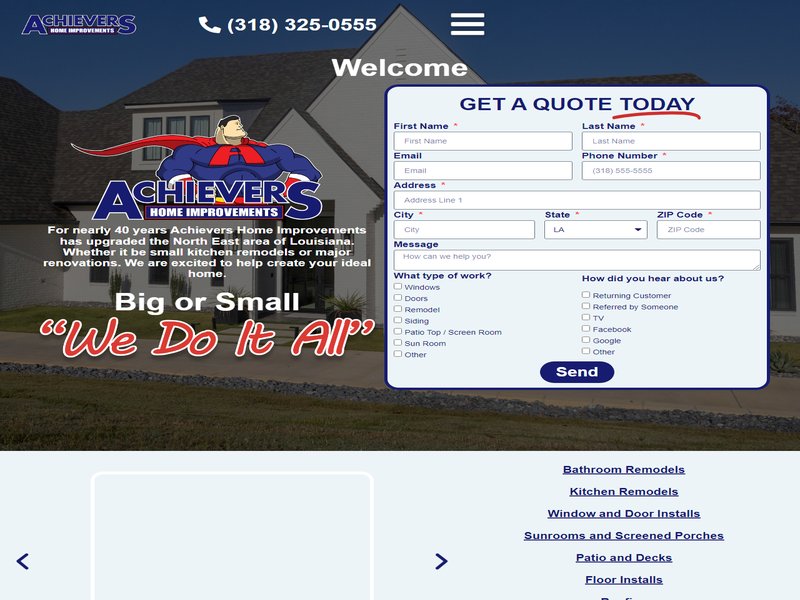 ACHIEVERS
HOME IMPROVEMENTS
(318) 325-0555
Welcome
A
ACHIEVERS
HOME IMPROVEMENTS
For nearly 40 years Achievers Home Improvements
has upgraded the North East area of Louisiana.
Whether it be small kitchen remodels or major
renovations. We are excited to help create your ideal
home.
Big or Small
“We Do It All”
GET A QUOTE TODAY
First Name *
Last Name *
First Name
Last Name
Email
Phone Number *
Email
(318) 555-5555
Address *
Address Line 1
City *
State *
ZIP Code *
City
LA
ZIP Code
Message
How can we help you?
What type of work?
Windows
Doors
Remodel
Siding
Patio Top / Screen Room
Sun Room
Other
How did you hear about us?
Returning Customer
Referred by Someone
TV
Facebook
Google
Other
Send
Bathroom Remodels
Kitchen Remodels
Window and Door Installs
Sunrooms and Screened Porches
Patio and Decks
Floor Installs